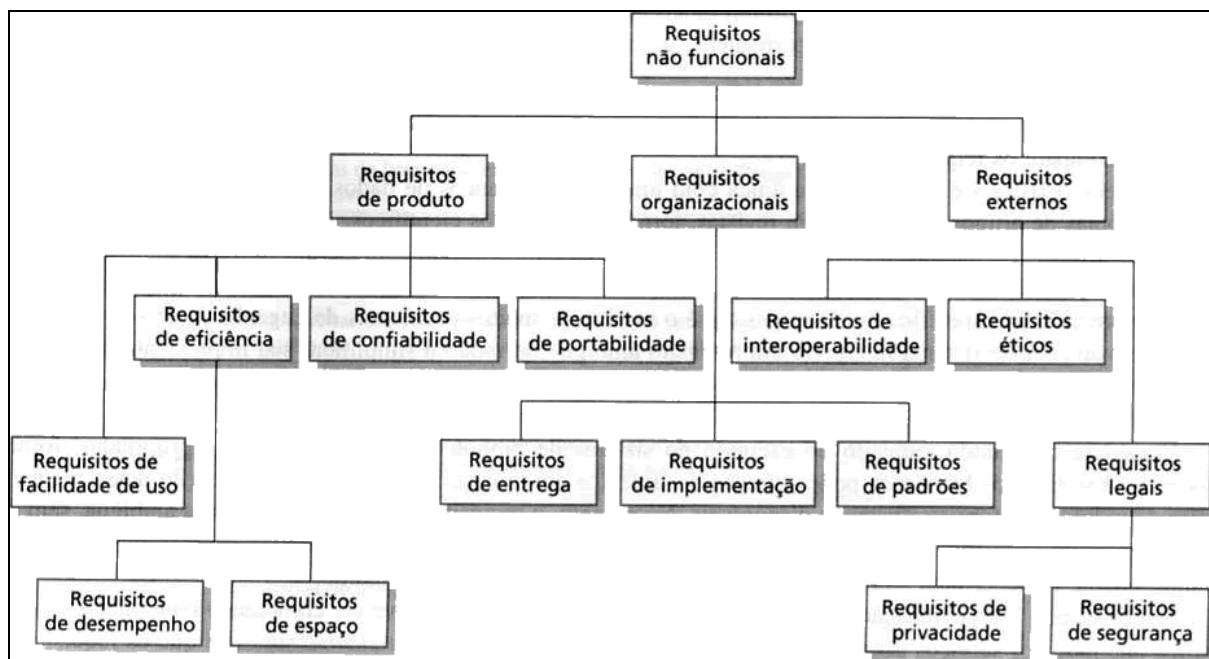 Requisitos
não funcionais
Requisitos
de produto
Requisitos
organizacionais
Requisitos
externos
Requisitos
de eficiência
Requisitos
de confiabilidade
Requisitos
de portabilidade
Requisitos de
interoperabilidade
Requisitos
éticos
Requisitos de
facilidade de uso
Requisitos
de entrega
Requisitos
de implementação
Requisitos
de padrões
Requisitos
legais
Requisitos
de desempenho
Requisitos
de espaço
Requisitos de
privacidade
Requisitos
de segurança